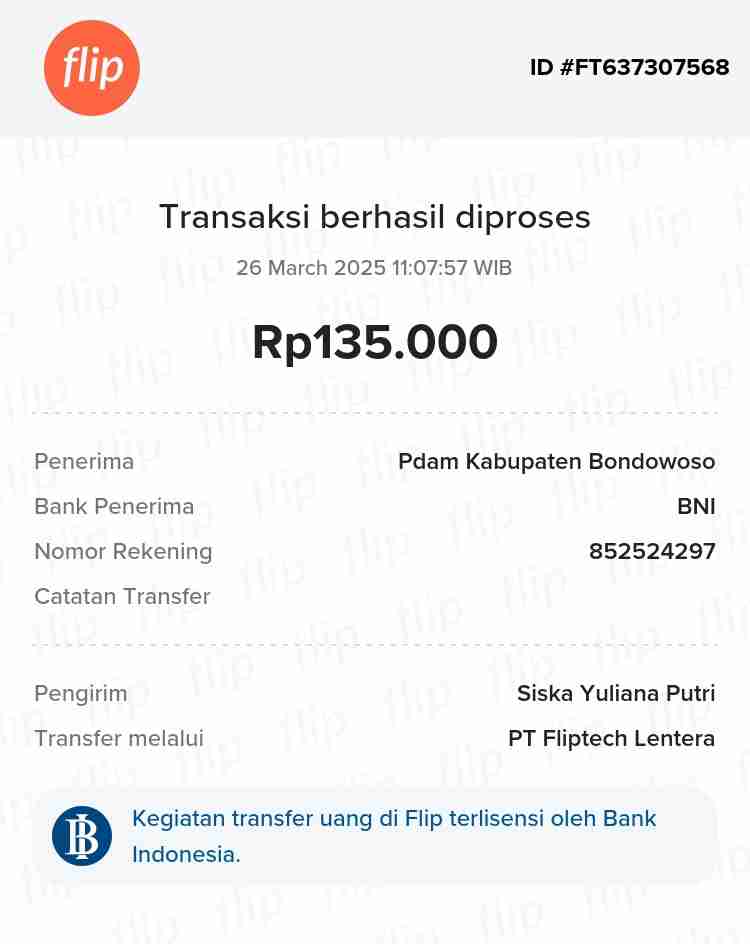 flip
ID #FT637307568
Transaksi berhasil diproses
26 March 2025 11:07:57 WIB
Rp135.000
Penerima Pdam Kabupaten Bondowoso
Bank Penerima BNI
Nomor Rekening 852524297
Catatan Transfer
Pengirim Siska Yuliana Putri
Transfer melalui PT Fliptech Lentera
Kegiatan transfer uang di Flip terlisensi oleh Bank
Indonesia.